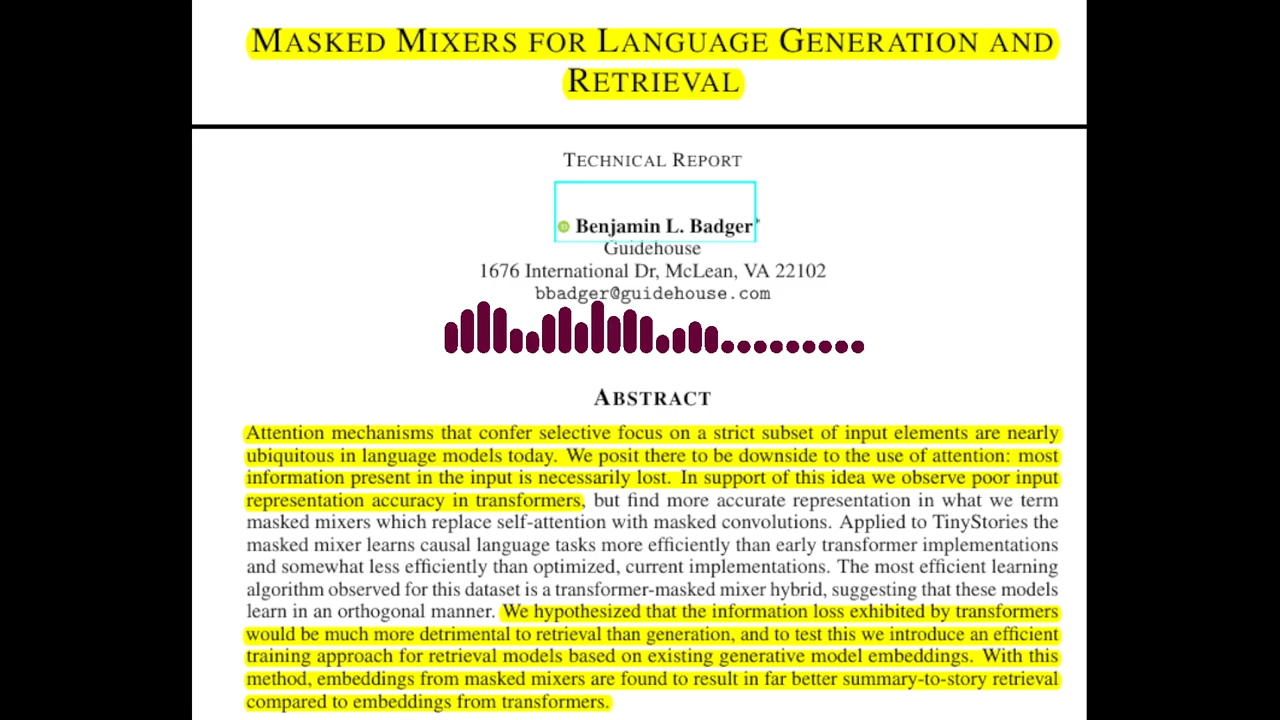 MASKED MIXERS FOR LANGUAGE GENERATION AND
RETRIEVAL
TECHNICAL REPORT
Benjamin L. Badger*
Guidehouse
1676 International Dr, McLean, VA 22102
bbadger@guidehouse.com
ABSTRACT
Attention mechanisms that confer selective focus on a strict subset of input elements are nearly
ubiquitous in language models today. We posit there to be downside to the use of attention: most
information present in the input is necessarily lost. In support of this idea we observe poor input
representation accuracy in transformers, but find more accurate representation in what we term
masked mixers which replace self-attention with masked convolutions. Applied to TinyStories the
masked mixer learns causal language tasks more efficiently than early transformer implementations
and somewhat less efficiently than optimized, current implementations. The most efficient learning
algorithm observed for this dataset is a transformer-masked mixer hybrid, suggesting that these models
learn in an orthogonal manner. We hypothesized that the information loss exhibited by transformers
would be much more detrimental to retrieval than generation, and to test this we introduce an efficient
training approach for retrieval models based on existing generative model embeddings. With this
method, embeddings from masked mixers are found to result in far better summary-to-story retrieval
compared to embeddings from transformers.